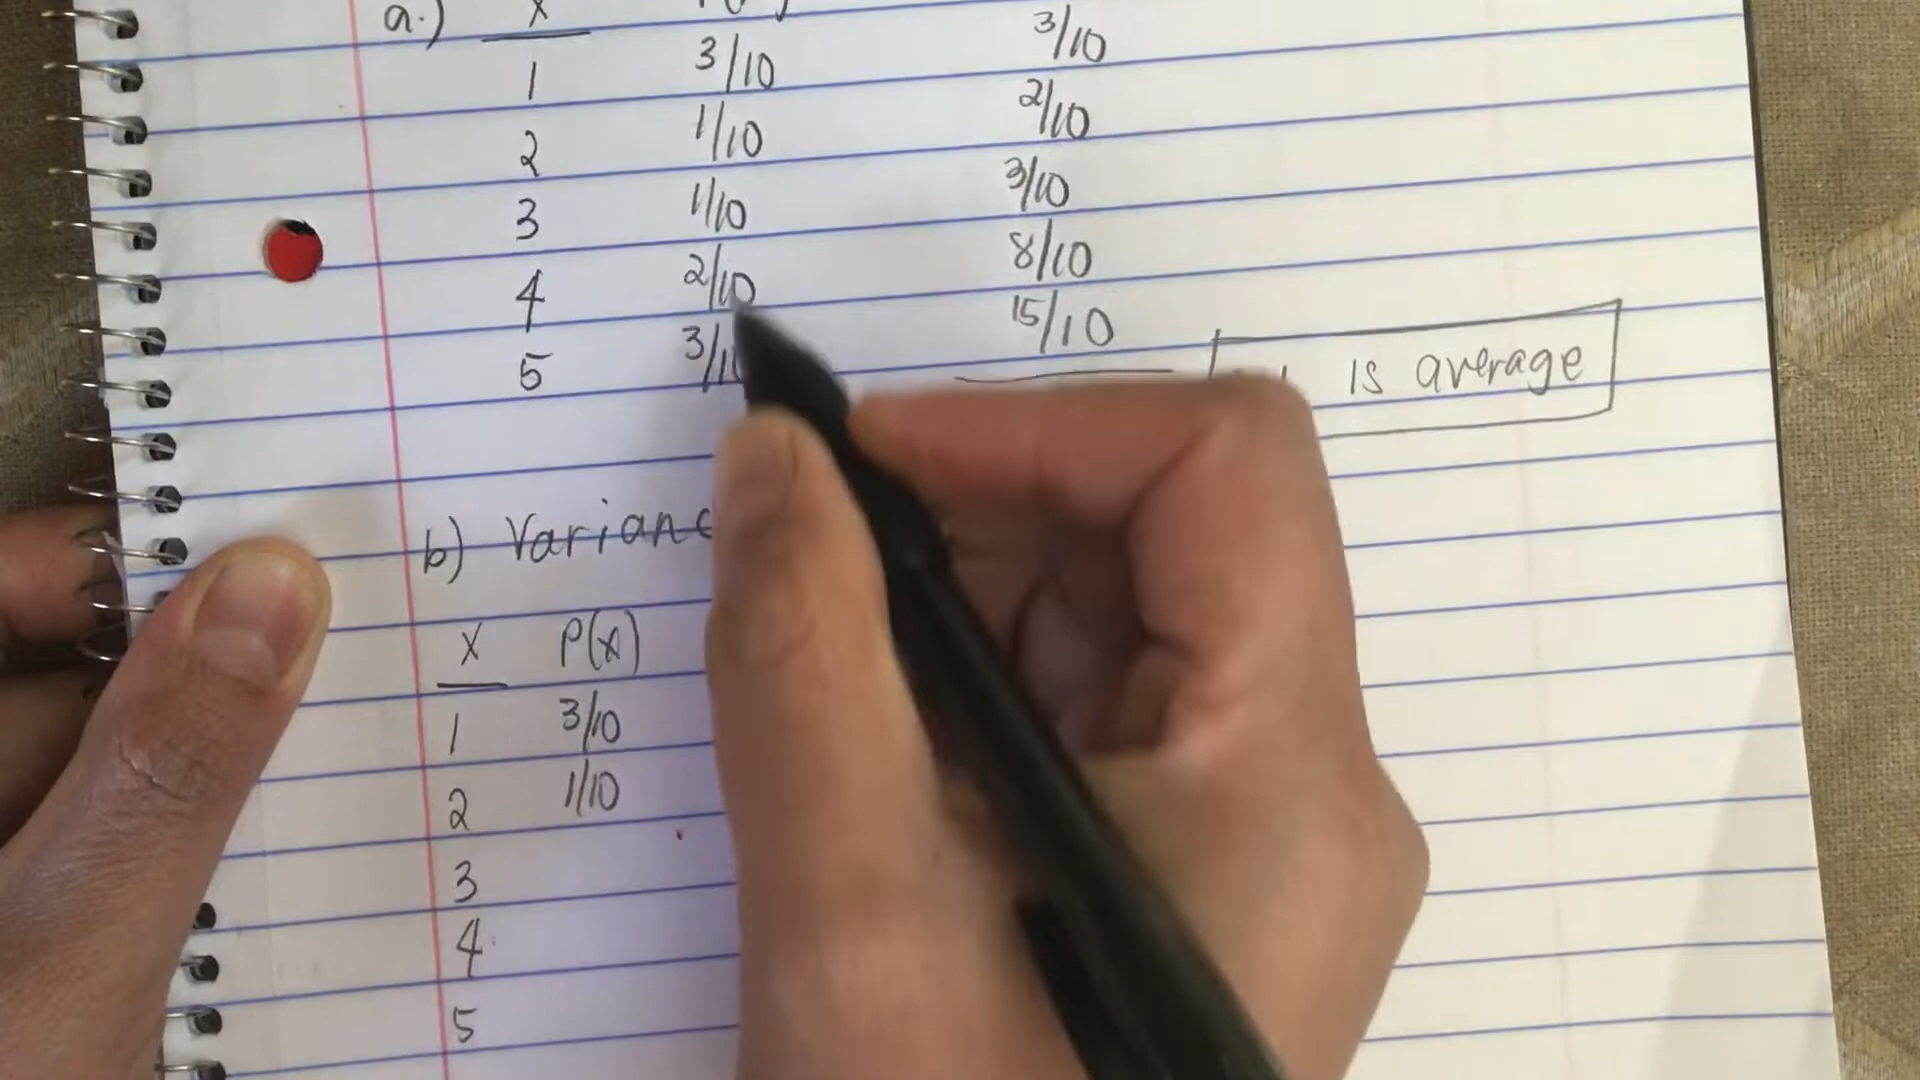 a.) x
1 3/10 3/10
2 1/10 2/10
3 1/10 3/10
4 2/10 8/10
5 15/10
is average
b)
x P(x)
1 3/10
2 1/10
3
4
5